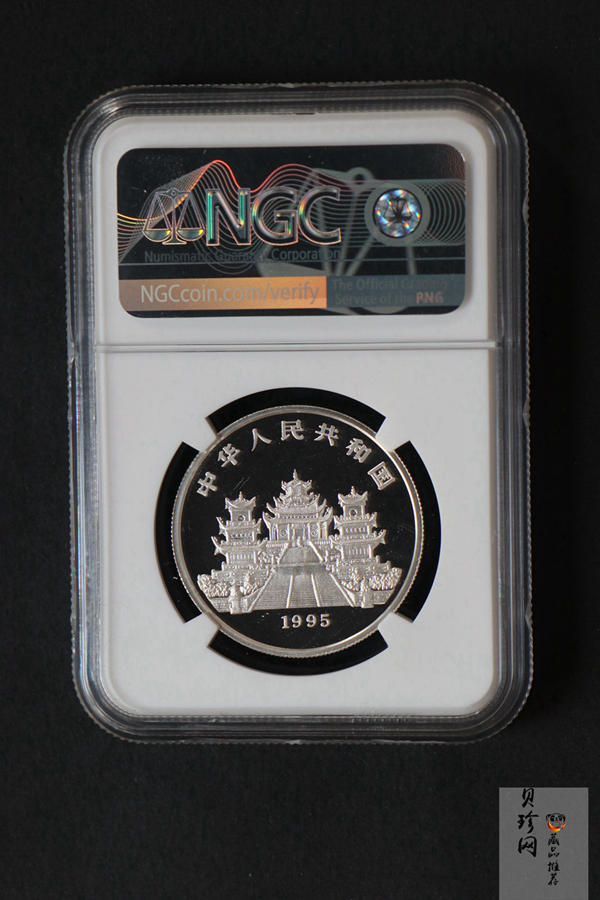 NGC
Numismatic Guaranty Corporation
NGCcoin.com/verify
The Official Grading
Service of the PNG
中华人民共和国
1995
贝珍网
藏品推荐